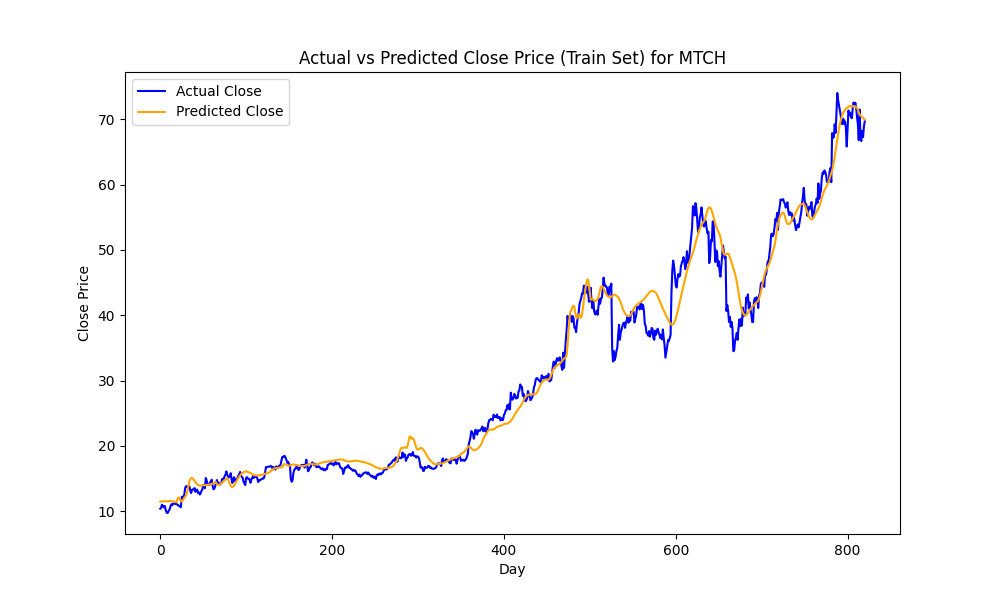 Actual vs Predicted Close Price (Train Set) for MTCH
Actual Close
Predicted Close
Close Price
70
60
50
40
30
20
10
0 200 400 600 800
Day